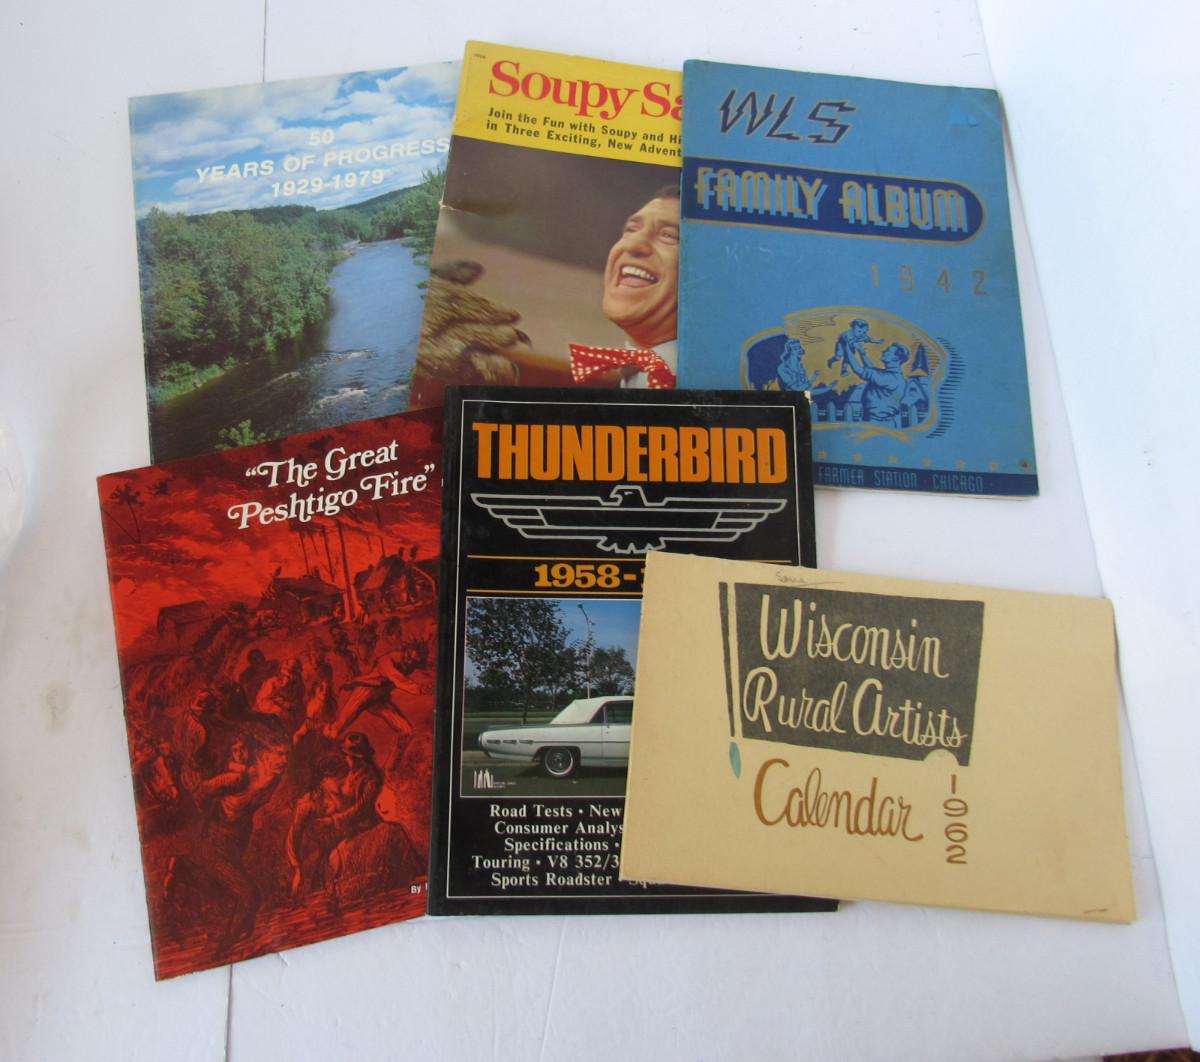 50
YEARS OF PROGRESS
1929-1979
Soupy Sa
Join the Fun with Soupy and Hi
in Three Exciting, New Advent
WLS
FAMILY ALBUM
1942
FARMER STATION · CHICAGO ·
"The Great
Peshtigo Fire"
By
THUNDERBIRD
1958-1
Road Tests • New
Consumer Analys
Specifications •
Touring • V8 352/3
Sports Roadster • Squ
Wisconsin
Rural Artists
Calendar
1962